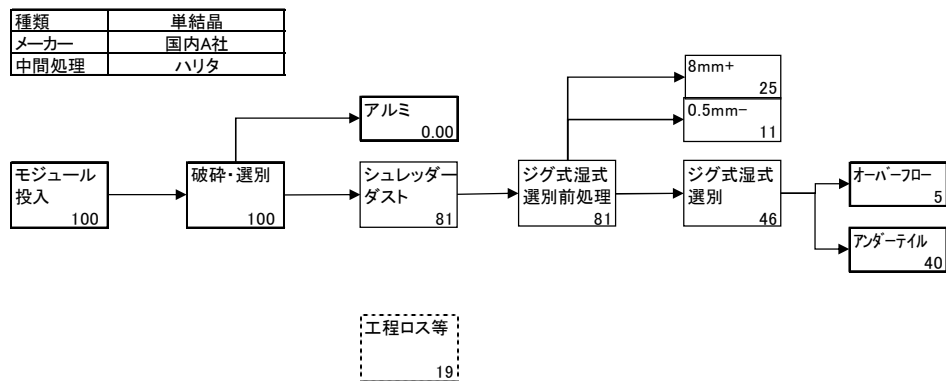 種類 単結晶
メーカー 国内A社
中間処理 ハリタ
8mm+
25
0.5mm−
11
アルミ
0.00
モジュール
投入
100
破砕・選別
100
シュレッダー
ダスト
81
ジグ式湿式
選別前処理
81
ジグ式湿式
選別
46
オーバーフロー
5
アンダーテイル
40
工程ロス等
19